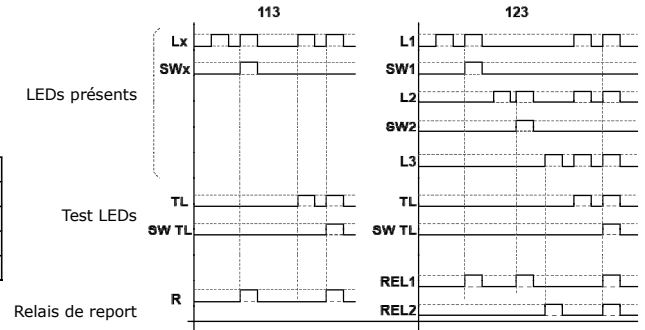 113
123
Lx
L1
SWx
SW1
LEDs présents
L2
SW2
L3
TL
TL
Test LEDs
SW TL
SW TL
REL1
R
Relais de report
REL2